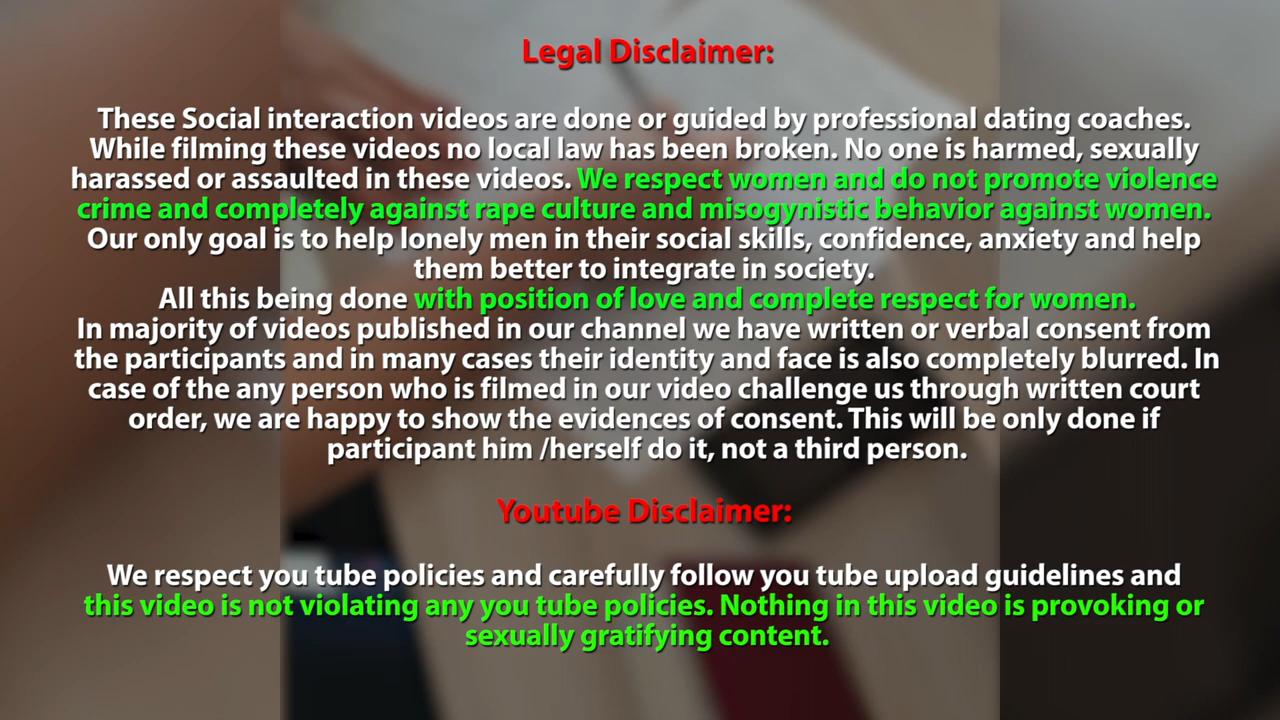 Legal Disclaimer:
These Social interaction videos are done or guided by professional dating coaches.
While filming these videos no local law has been broken. No one is harmed, sexually
harassed or assaulted in these videos. We respect women and do not promote violence
crime and completely against rape culture and misogynistic behavior against women.
Our only goal is to help lonely men in their social skills, confidence, anxiety and help
them better to integrate in society.
All this being done with position of love and complete respect for women.
In majority of videos published in our channel we have written or verbal consent from
the participants and in many cases their identity and face is also completely blurred. In
case of the any person who is filmed in our video challenge us through written court
order, we are happy to show the evidences of consent. This will be only done if
participant him /herself do it, not a third person.
Youtube Disclaimer:
We respect you tube policies and carefully follow you tube upload guidelines and
this video is not violating any you tube policies. Nothing in this video is provoking or
sexually gratifying content.